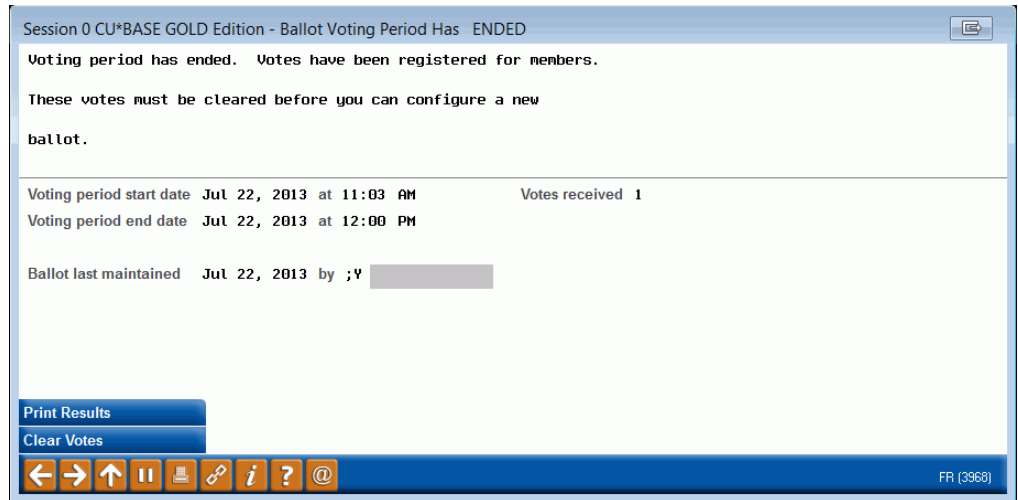 Session 0 CU*BASE GOLD Edition - Ballot Voting Period Has ENDED
Voting period has ended. Votes have been registered for members.
These votes must be cleared before you can configure a new
ballot.
Voting period start date Jul 22, 2013 at 11:03 AM Votes received 1
Voting period end date Jul 22, 2013 at 12:00 PM
Ballot last maintained Jul 22, 2013 by ;Y
Print Results
Clear Votes
i ? @
FR (3968)